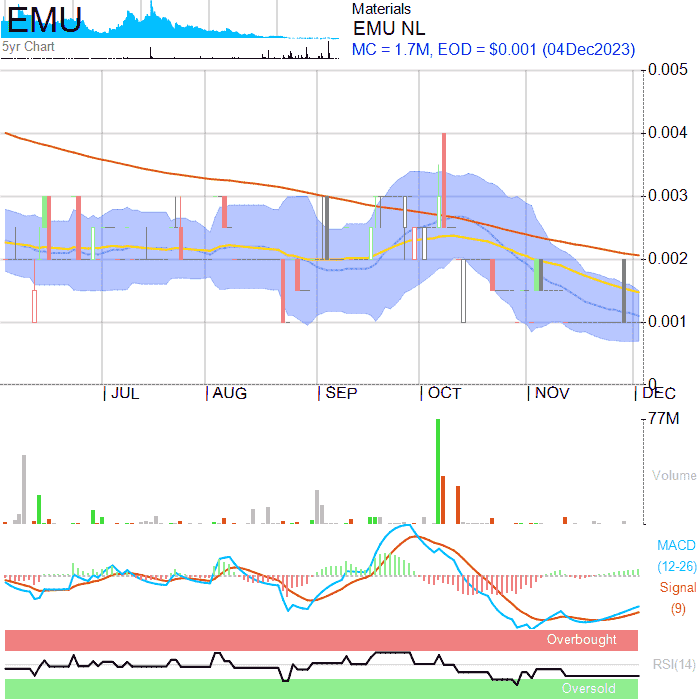 EMU
5yr Chart
Materials
EMU NL
MC = 1.7M, EOD = $0.001 (04Dec2023)
0.005
0.004
0.003
0.002
0.001
0
JUL
AUG
SEP
OCT
NOV
DEC
77M
Volume
MACD
(12-26)
Signal
(9)
Overbought
RSI(14)
Oversold